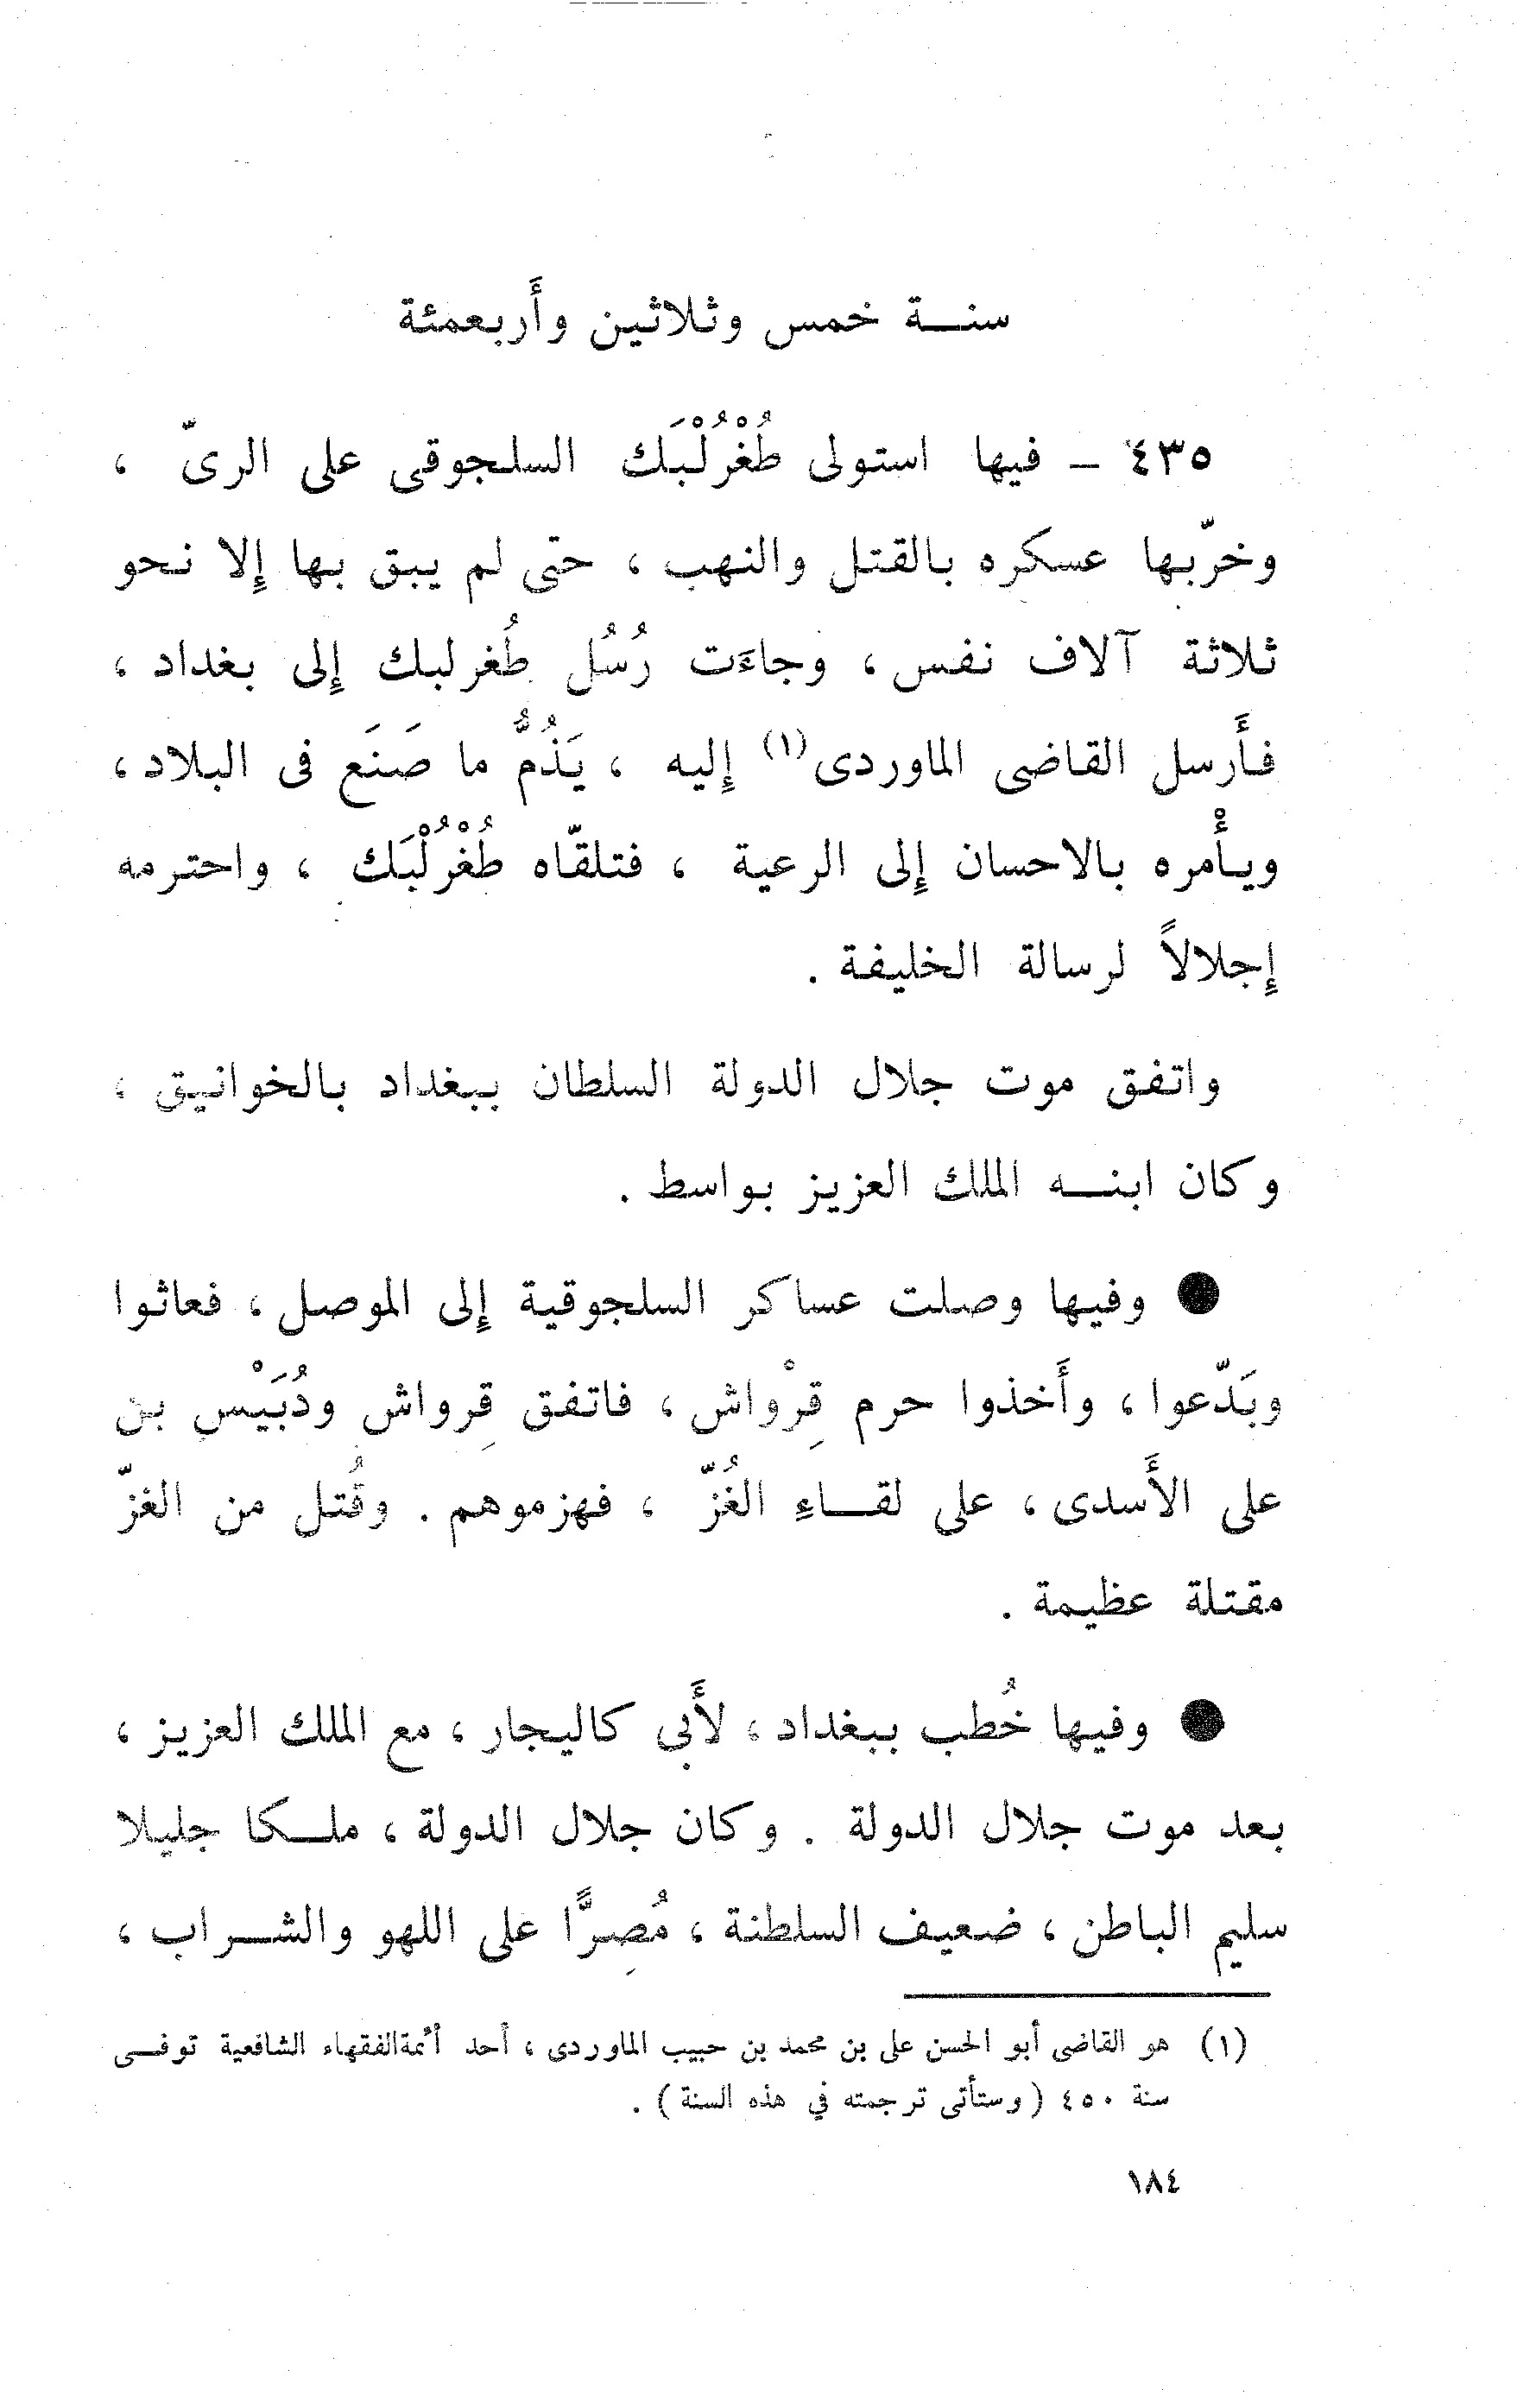 سنة خمس وثلاثين وأربعمئة
٤٣٥ – فيها استولى طُغْرُلْبَك السلجوقى على الرىّ ،
وخرّبها عسكره بالقتل والنهب ، حتى لم يبق بها إلا نحو
ثلاثة آلاف نفس ، وجاءَت رُسُل طُغرلبك إلى بغداد ،
فأَرسل القاضى الماوردى(١) إليه ، يَذُمُّ ما صَنَع فى البلاد ،
ويأْمره بالاحسان إلى الرعية ، فتلقّاه طُغْرُلْبَك ، واحترمه
إجلالاً لرسالة الخليفة .
واتفق موت جلال الدولة السلطان ببغداد بالخوانيق ،
وكان ابنه الملك العزيز بواسط .
● وفيها وصلت عساكر السلجوقية إلى الموصل ، فعاثوا
وبَدّعوا ، وأَخذوا حرم قِرْواش ، فاتفق قِرواش ودُبَيْس بن
على الأَسدى ، على لقاءِ الغُزّ ، فهزموهم . وقُتل من الغزّ
مقتلة عظيمة .
● وفيها خُطب ببغداد ، لأَبى كاليجار ، مع الملك العزيز ،
بعد موت جلال الدولة . وكان جلال الدولة ، ملكا جليلا
سليم الباطن ، ضعيف السلطنة ، مُصِرًّا على اللهو والشراب ،
(١) هو القاضى أبو الحسن على بن محمد بن حبيب الماوردى ، أحد أئمةالفقهاء الشافعية توفى
سنة ٤٥٠ ( وستأتى ترجمته في هذه السنة ) .
١٨٤